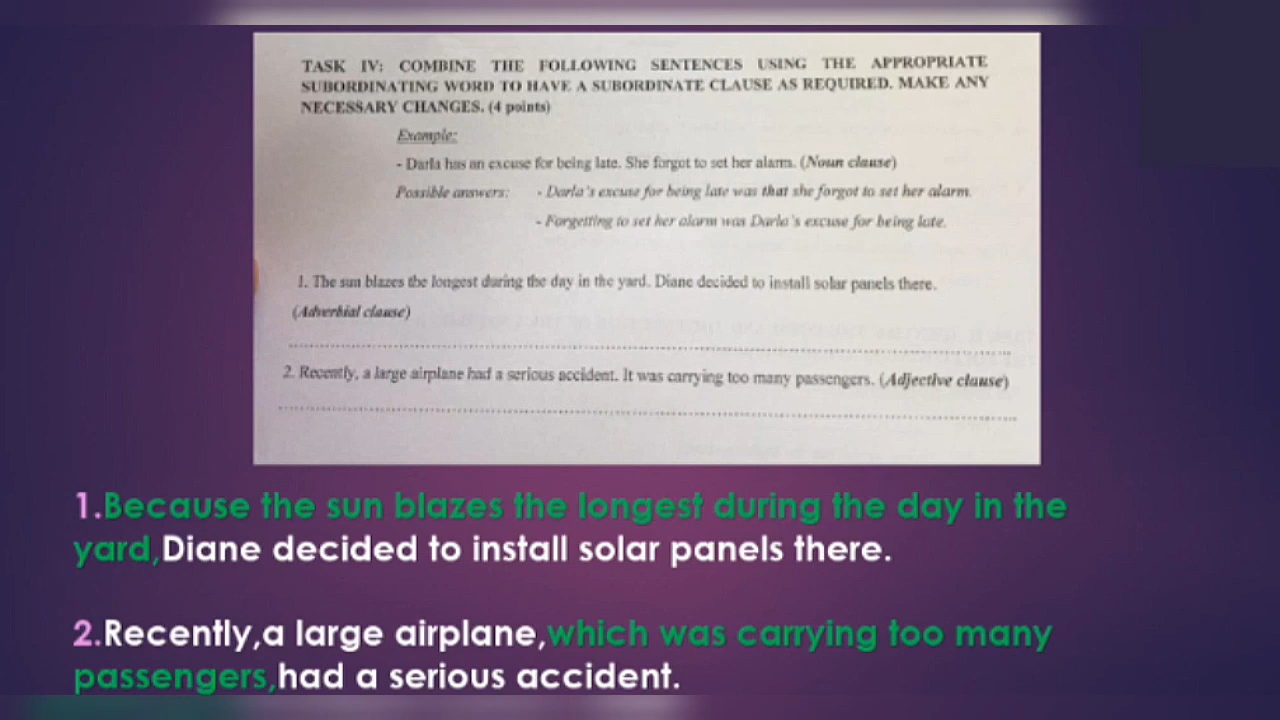 TASK IV: COMBINE THE FOLLOWING SENTENCES USING THE APPROPRIATE
SUBORDINATING WORD TO HAVE A SUBORDINATE CLAUSE AS REQUIRED. MAKE ANY
NECESSARY CHANGES. (4 points)
Example:
- Darla has an excuse for being late. She forgot to set her alarm. (Noun clause)
Possible answers: - Darla's excuse for being late was that she forgot to set her alarm.
- Forgetting to set her alarm was Darla's excuse for being late.
1. The sun blazes the longest during the day in the yard. Diane decided to install solar panels there.
(Adverbial clause)
2. Recently, a large airplane had a serious accident. It was carrying too many passengers. (Adjective clause)
1.Because the sun blazes the longest during the day in the
yard,Diane decided to install solar panels there.
2.Recently,a large airplane,which was carrying too many
passengers,had a serious accident.